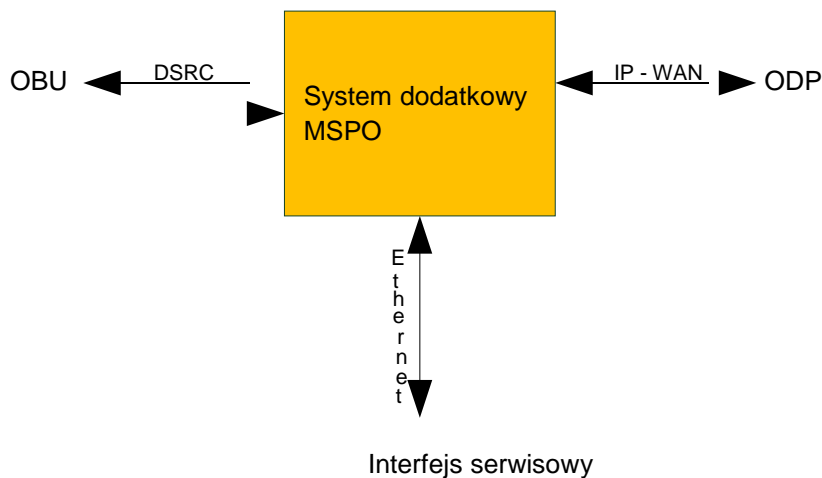 OBU
DSRC
System dodatkowy
MSPO
IP - WAN
ODP
Ethernet
Interfejs serwisowy